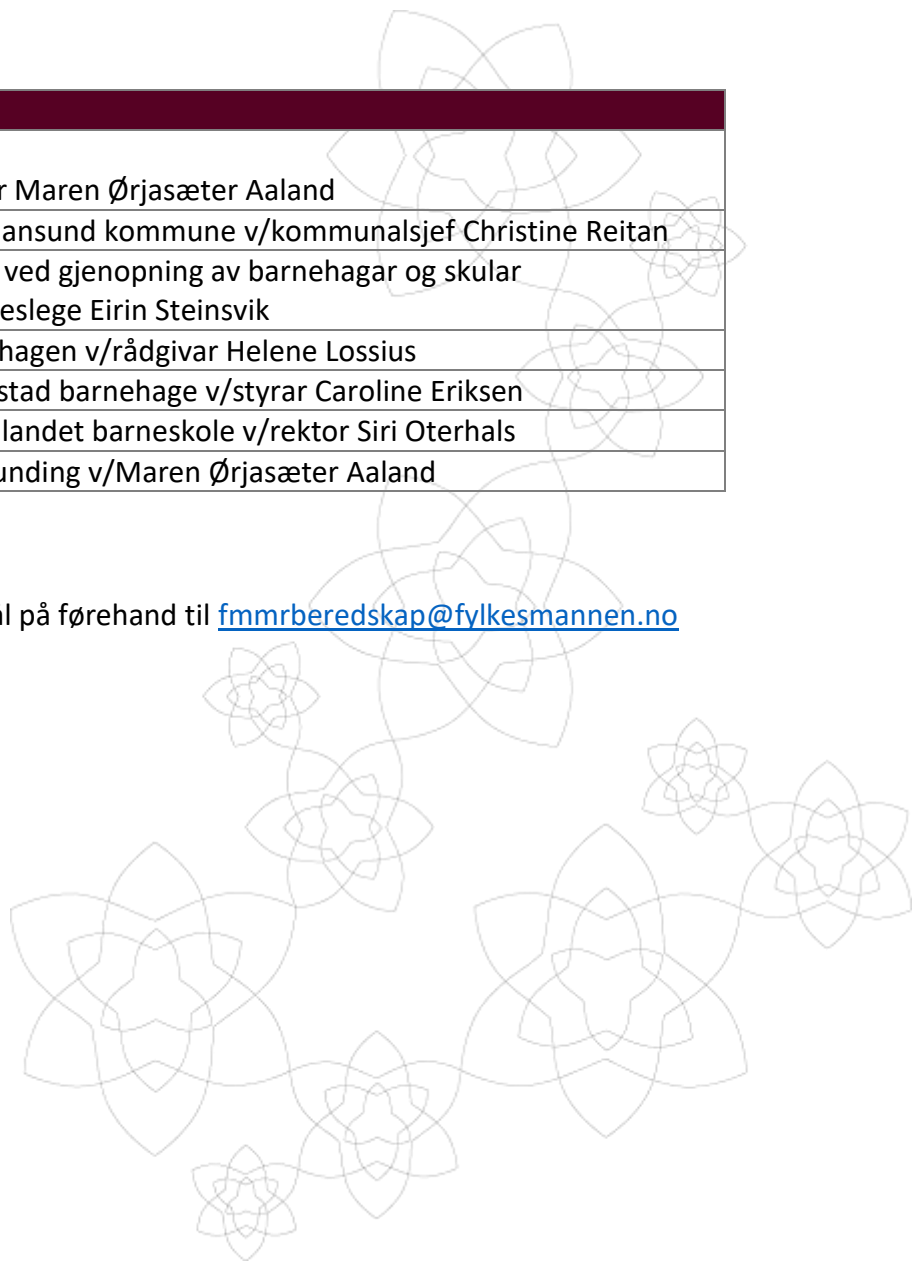 r Maren Ørjasæter Aaland
ansund kommune v/kommunalsjef Christine Reitan
ved gjenopning av barnehagar og skular
eslege Eirin Steinsvik
hagen v/rådgivar Helene Lossius
stad barnehage v/styrar Caroline Eriksen
landet barneskole v/rektor Siri Oterhals
unding v/Maren Ørjasæter Aaland
l på førehand til fmmrberedskap@fylkesmannen.no